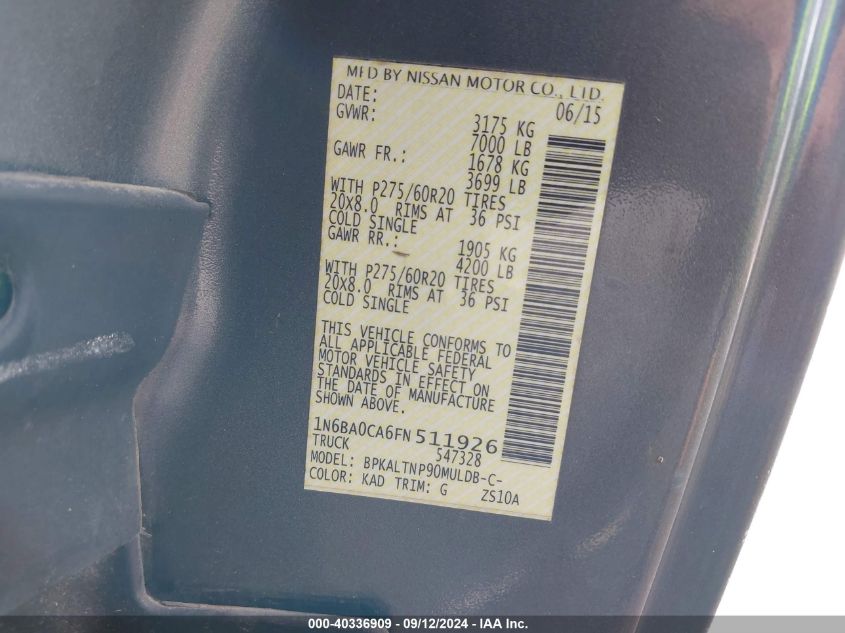 MFD BY NISSAN MOTOR CO., LTD.
DATE: 06/15
GVWR: 3175 KG
7000 LB
GAWR FR.: 1678 KG
3699 LB
WITH P275/60R20 TIRES
20X8.0 RIMS AT 36 PSI
COLD SINGLE
GAWR RR.: 1905 KG
4200 LB
WITH P275/60R20 TIRES
20X8.0 RIMS AT 36 PSI
COLD SINGLE
THIS VEHICLE CONFORMS TO
ALL APPLICABLE FEDERAL
MOTOR VEHICLE SAFETY
STANDARDS IN EFFECT ON
THE DATE OF MANUFACTURE
SHOWN ABOVE.
1N6BA0CA6FN511926
TRUCK 547328
MODEL: BPKALTNP90MULDB-C-
COLOR: KAD TRIM: G ZS10A
000-40336909 - 09/12/2024 - IAA Inc.